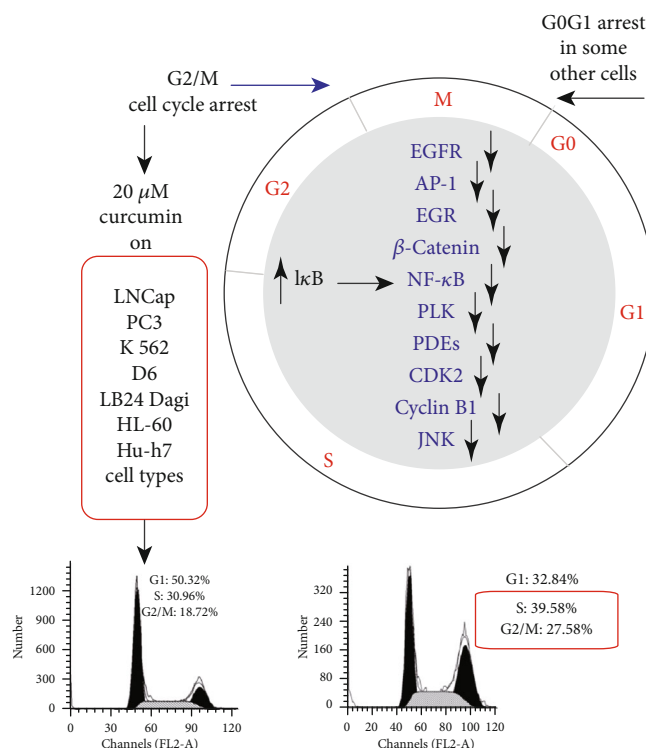 G0G1 arrest
in some
other cells
G2/M
cell cycle arrest
20 μM
curcumin
on
LNCap
PC3
K 562
D6
LB24 Dagi
HL-60
Hu-h7
cell types
M
G0
G1
S
G2
EGFR
AP-1
EGR
β-Catenin
IκB
NF-κB
PLK
PDEs
CDK2
Cyclin B1
JNK
G1: 50.32%
S: 30.96%
G2/M: 18.72%
Number
1200
900
600
300
0
0 30 60 90 120
Channels (FL2-A)
G1: 32.84%
S: 39.58%
G2/M: 27.58%
Number
320
240
160
80
0
0 20 40 60 80 100 120
Channels (FL2-A)